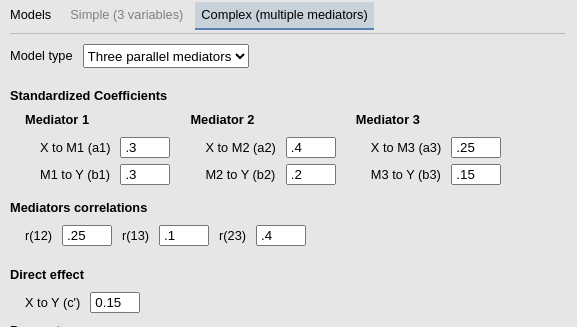 Models Simple (3 variables) Complex (multiple mediators)
Model type Three parallel mediators
Standardized Coefficients
Mediator 1 Mediator 2 Mediator 3
X to M1 (a1) .3 X to M2 (a2) .4 X to M3 (a3) .25
M1 to Y (b1) .3 M2 to Y (b2) .2 M3 to Y (b3) .15
Mediators correlations
r(12) .25 r(13) .1 r(23) .4
Direct effect
X to Y (c') 0.15